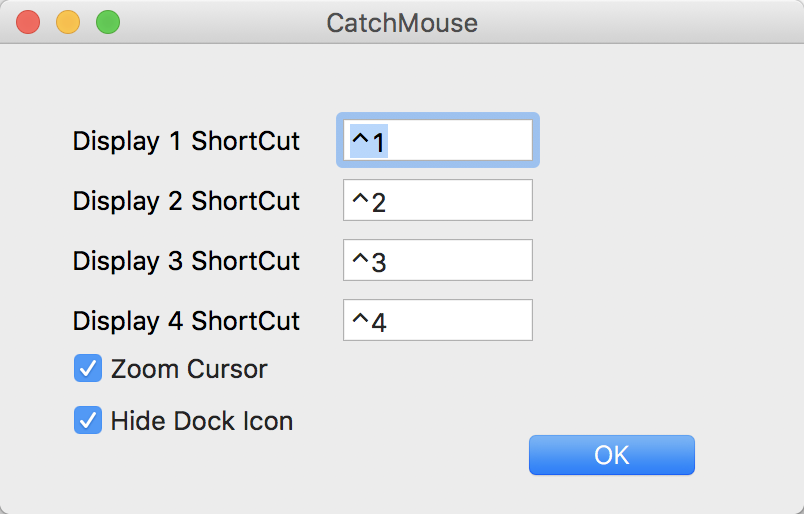 CatchMouse
Display 1 ShortCut ^1
Display 2 ShortCut ^2
Display 3 ShortCut ^3
Display 4 ShortCut ^4
Zoom Cursor
Hide Dock Icon
OK